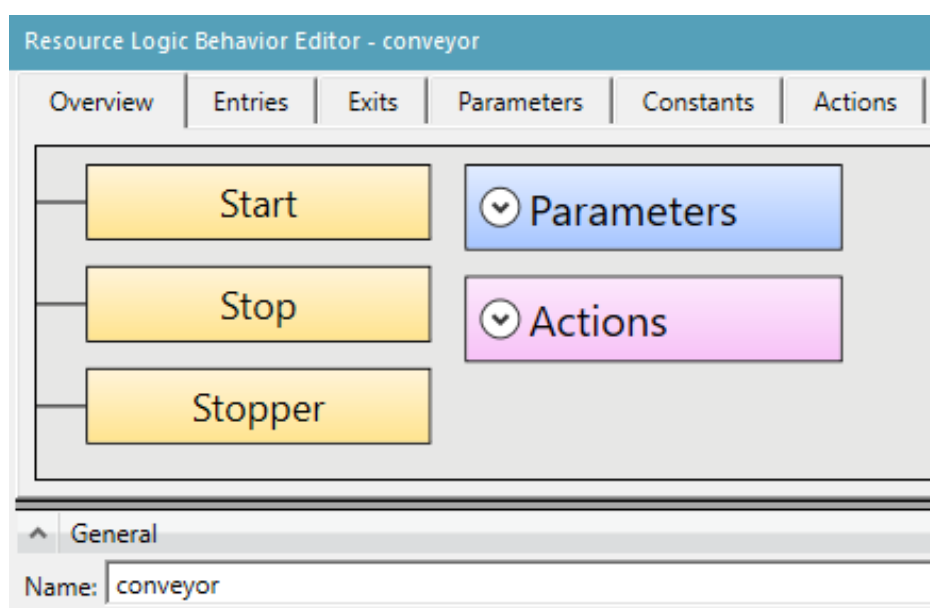 Resource Logic Behavior Editor - conveyor
Overview Entries Exits Parameters Constants Actions
Start
Stop
Stopper
Parameters
Actions
General
Name: conveyor